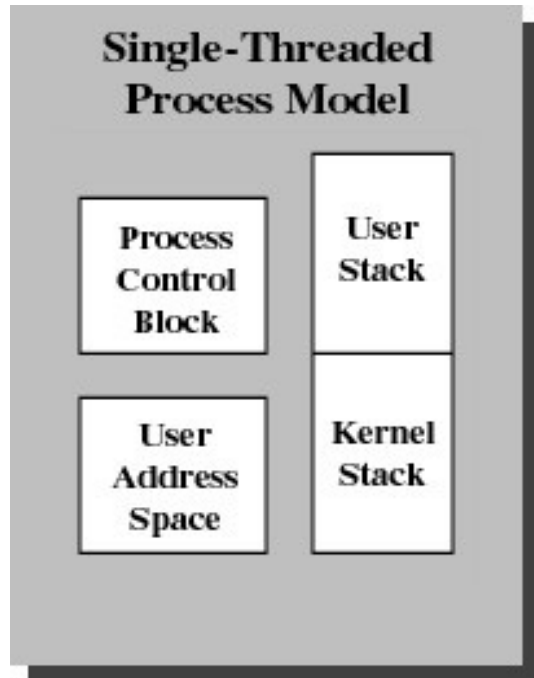 Single-Threaded
Process Model
Process
Control
Block
User
Stack
User
Address
Space
Kernel
Stack